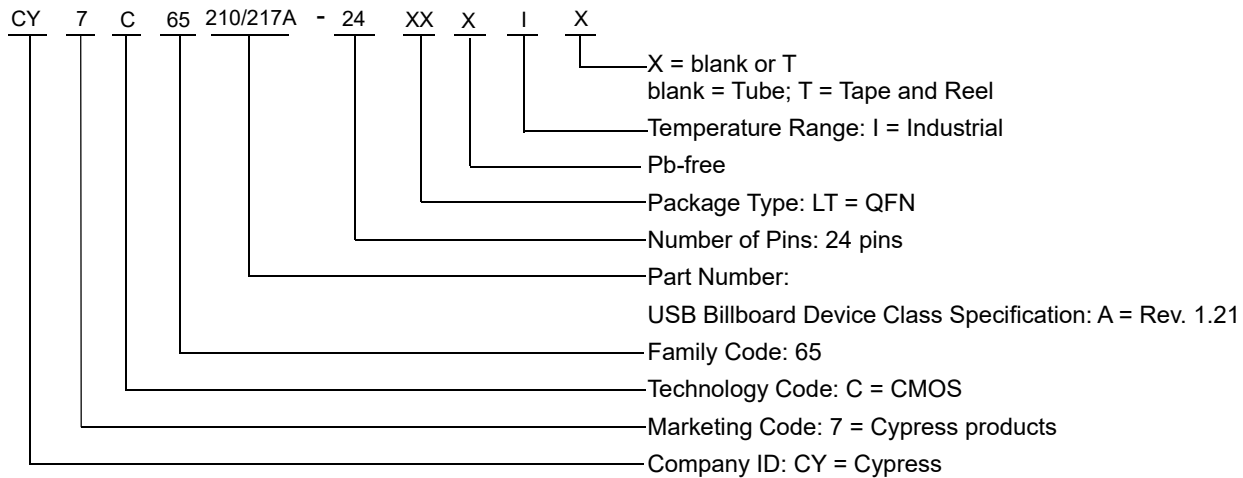 CY 7 C 65 210/217A - 24 XX X I X
X = blank or T
blank = Tube; T = Tape and Reel
Temperature Range: I = Industrial
Pb-free
Package Type: LT = QFN
Number of Pins: 24 pins
Part Number:
USB Billboard Device Class Specification: A = Rev. 1.21
Family Code: 65
Technology Code: C = CMOS
Marketing Code: 7 = Cypress products
Company ID: CY = Cypress